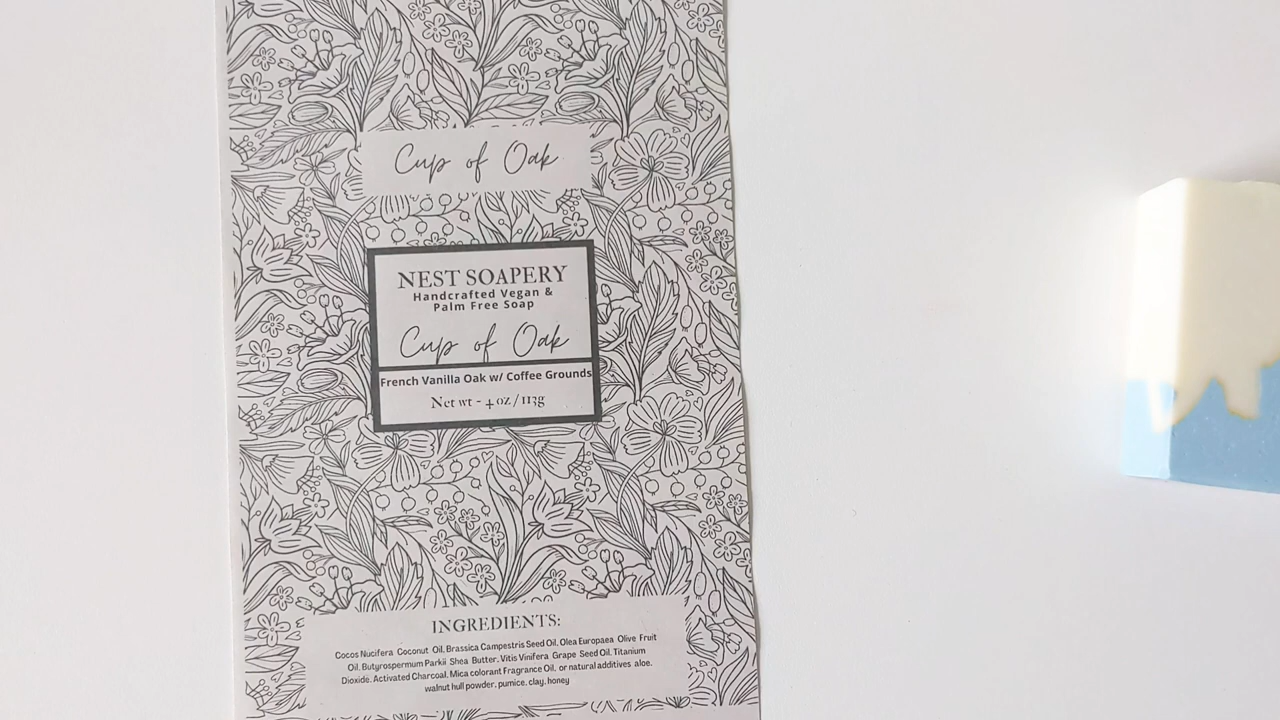 Cup of Oak
NEST SOAPERY
Handcrafted Vegan &
Palm Free Soap
Cup of Oak
French Vanilla Oak w/ Coffee Grounds
Net wt - 4 oz / 113g
INGREDIENTS:
Cocos Nucifera Coconut Oil, Brassica Campestris Seed Oil, Olea Europaea Olive Fruit
Oil, Butyrospermum Parkii Shea Butter, Vitis Vinifera Grape Seed Oil, Titanium
Dioxide, Activated Charcoal, Mica colorant Fragrance Oil, or natural additives aloe,
walnut hull powder, pumice, clay, honey